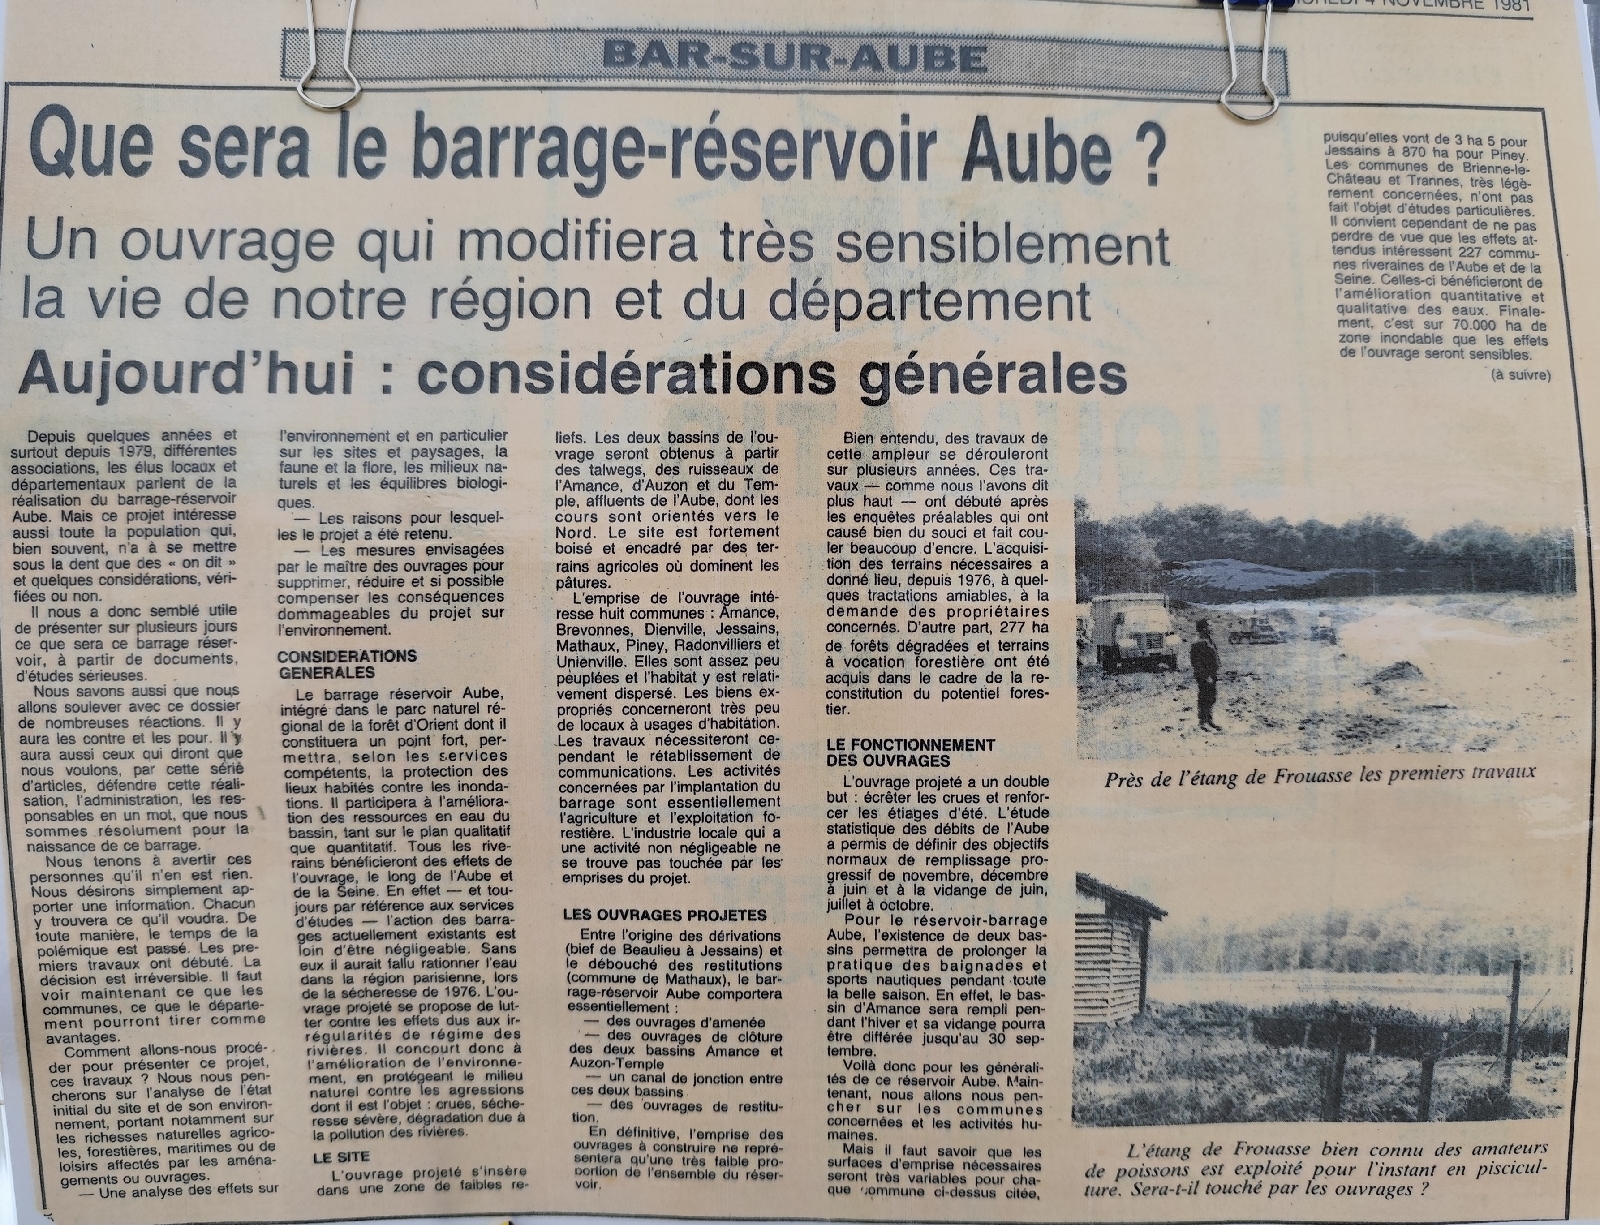 4 NOVEMBRE 1981
BAR-SUR-AUBE
Que sera le barrage-réservoir Aube ?
Un ouvrage qui modifiera très sensiblement
la vie de notre région et du département
Aujourd'hui : considérations générales
Depuis quelques années et
surtout depuis 1979, différentes
associations, les élus locaux et
départementaux parlent de la
réalisation du barrage-réservoir
Aube. Mais ce projet intéresse
aussi toute la population qui,
bien souvent, n'a à se mettre
sous la dent que des « on dit »
et quelques considérations, véri-
fiées ou non.
Il nous a donc semblé utile
de présenter sur plusieurs jours
ce que sera ce barrage réser-
voir, à partir de documents,
d'études sérieuses.
Nous savons aussi que nous
allons soulever avec ce dossier
de nombreuses réactions. Il y
aura les contre et les pour. Il y
aura aussi ceux qui diront que
nous voulons, par cette série
d'articles, défendre cette réali-
sation, l'administration, les res-
ponsables en un mot, que nous
sommes résolument pour la
naissance de ce barrage.
Nous tenons à avertir ces
personnes qu'il n'en est rien.
Nous désirons simplement ap-
porter une information. Chacun
y trouvera ce qu'il voudra. De
toute manière, le temps de la
polémique est passé. Les pre-
miers travaux ont débuté. La
décision est irréversible. Il faut
voir maintenant ce que les
communes, ce que le départe-
ment pourront tirer comme
avantages.
Comment allons-nous procé-
der pour présenter ce projet,
ces travaux ? Nous nous pen-
cherons sur l'analyse de l'état
initial du site et de son environ-
nement, portant notamment sur
les richesses naturelles agrico-
les, forestières, maritimes ou de
loisirs affectés par les aména-
gements ou ouvrages.
— Une analyse des effets sur
l'environnement et en particulier
sur les sites et paysages, la
faune et la flore, les milieux na-
turels et les équilibres biologi-
ques.
— Les raisons pour lesquel-
les le projet a été retenu.
— Les mesures envisagées
par le maître des ouvrages pour
supprimer, réduire et si possible
compenser les conséquences
dommageables du projet sur
l'environnement.
CONSIDERATIONS
GENERALES
Le barrage réservoir Aube,
intégré dans le parc naturel ré-
gional de la forêt d'Orient dont il
constituera un point fort, per-
mettra, selon les services
compétents, la protection des
lieux habités contre les inonda-
tions. Il participera à l'améliora-
tion des ressources en eau du
bassin, tant sur le plan qualitatif
que quantitatif. Tous les rive-
rains bénéficieront des effets de
l'ouvrage, le long de l'Aube et
de la Seine. En effet — et tou-
jours par référence aux services
d'études — l'action des barra-
ges actuellement existants est
loin d'être négligeable. Sans
eux il aurait fallu rationner l'eau
dans la région parisienne, lors
de la sécheresse de 1976. L'ou-
vrage projeté se propose de lut-
ter contre les effets dus aux ir-
régularités de régime des
rivières. Il concourt donc à
l'amélioration de l'environne-
ment, en protégeant le milieu
naturel contre les agressions
dont il est l'objet : crues, séche-
resse sévère, dégradation due à
la pollution des rivières.
LE SITE
L'ouvrage projeté s'insère
dans une zone de faibles re-
liefs. Les deux bassins de l'ou-
vrage seront obtenus à partir
des talwegs, des ruisseaux de
l'Amance, d'Auzon et du Tem-
ple, affluents de l'Aube, dont les
cours sont orientés vers le
Nord. Le site est fortement
boisé et encadré par des ter-
rains agricoles où dominent les
pâtures.
L'emprise de l'ouvrage inté-
resse huit communes : Amance,
Brevonnes, Dienville, Jessains,
Mathaux, Piney, Radonvilliers et
Unienville. Elles sont assez peu
peuplées et l'habitat y est relati-
vement dispersé. Les biens ex-
propriés concerneront très peu
de locaux à usages d'habitation.
Les travaux nécessiteront ce-
pendant le rétablissement de
communications. Les activités
concernées par l'implantation du
barrage sont essentiellement
l'agriculture et l'exploitation fo-
restière. L'industrie locale qui a
une activité non négligeable ne
se trouve pas touchée par les
emprises du projet.
LES OUVRAGES PROJETES
Entre l'origine des dérivations
(bief de Beaulieu à Jessains) et
le débouché des restitutions
(commune de Mathaux), le bar-
rage-réservoir Aube comportera
essentiellement :
— des ouvrages d'amenée
— des ouvrages de clôture
des deux bassins Amance et
Auzon-Temple
— un canal de jonction entre
ces deux bassins
— des ouvrages de restitu-
tion.
En définitive, l'emprise des
ouvrages à construire ne repré-
sentera qu'une très faible pro-
portion de l'ensemble du réser-
voir.
Bien entendu, des travaux de
cette ampleur se dérouleront
sur plusieurs années. Ces tra-
vaux — comme nous l'avons dit
plus haut — ont débuté après
les enquêtes préalables qui ont
causé bien du souci et fait cou-
ler beaucoup d'encre. L'acquisi-
tion des terrains nécessaires a
donné lieu, depuis 1976, à quel-
ques tractations amiables, à la
demande des propriétaires
concernés. D'autre part, 277 ha
de forêts dégradées et terrains
à vocation forestière ont été
acquis dans le cadre de la re-
constitution du potentiel fores-
tier.
LE FONCTIONNEMENT
DES OUVRAGES
L'ouvrage projeté a un double
but : écrêter les crues et renfor-
cer les étiages d'été. L'étude
statistique des débits de l'Aube
a permis de définir des objectifs
normaux de remplissage pro-
gressif de novembre, décembre
à juin et à la vidange de juin,
juillet à octobre.
Pour le réservoir-barrage
Aube, l'existence de deux bas-
sins permettra de prolonger la
pratique des baignades et
sports nautiques pendant toute
la belle saison. En effet, le bas-
sin d'Amance sera rempli pen-
dant l'hiver et sa vidange pourra
être différée jusqu'au 30 sep-
tembre.
Voilà donc pour les générali-
tés de ce réservoir Aube. Main-
tenant, nous allons nous pen-
cher sur les communes
concernées et les activités hu-
maines.
Mais il faut savoir que les
surfaces d'emprise nécessaires
seront très variables pour cha-
que commune ci-dessus citée,
puisqu'elles vont de 3 ha 5 pour
Jessains à 870 ha pour Piney.
Les communes de Brienne-le-
Château et Trannes, très légè-
rement concernées, n'ont pas
fait l'objet d'études particulières.
Il convient cependant de ne pas
perdre de vue que les effets at-
tendus intéressent 227 commu-
nes riveraines de l'Aube et de la
Seine. Celles-ci bénéficieront de
l'amélioration quantitative et
qualitative des eaux. Finale-
ment, c'est sur 70.000 ha de
zone inondable que les effets
de l'ouvrage seront sensibles.
(à suivre)
Près de l'étang de Frouasse les premiers travaux
L'étang de Frouasse bien connu des amateurs
de poissons est exploité pour l'instant en piscicul-
ture. Sera-t-il touché par les ouvrages ?